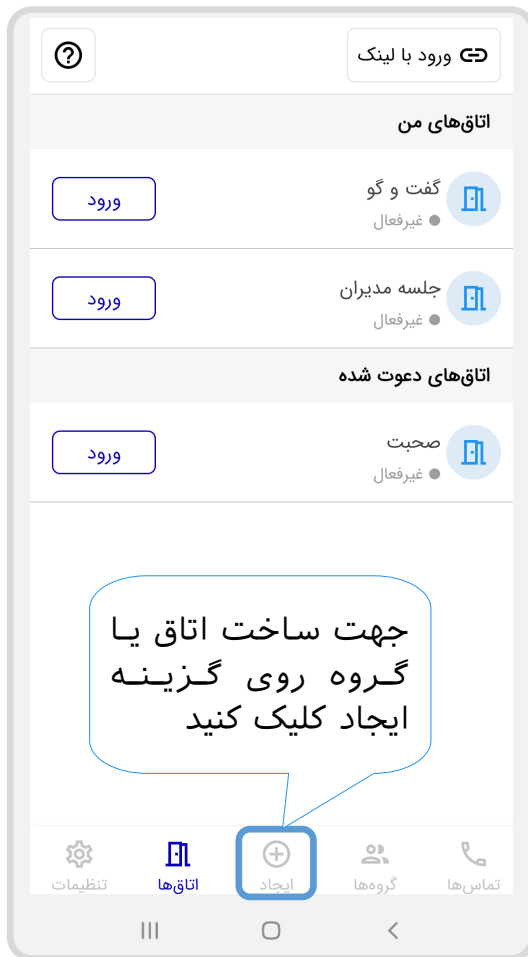 ورود با لینک
اتاق‌های من
گفت و گو
غیرفعال
ورود
جلسه مدیران
غیرفعال
ورود
اتاق‌های دعوت شده
صحبت
غیرفعال
ورود
جهت ساخت اتاق یا
گروه روی گزینه
ایجاد کلیک کنید
تماس‌ها گروه‌ها ایجاد اتاق‌ها تنظیمات